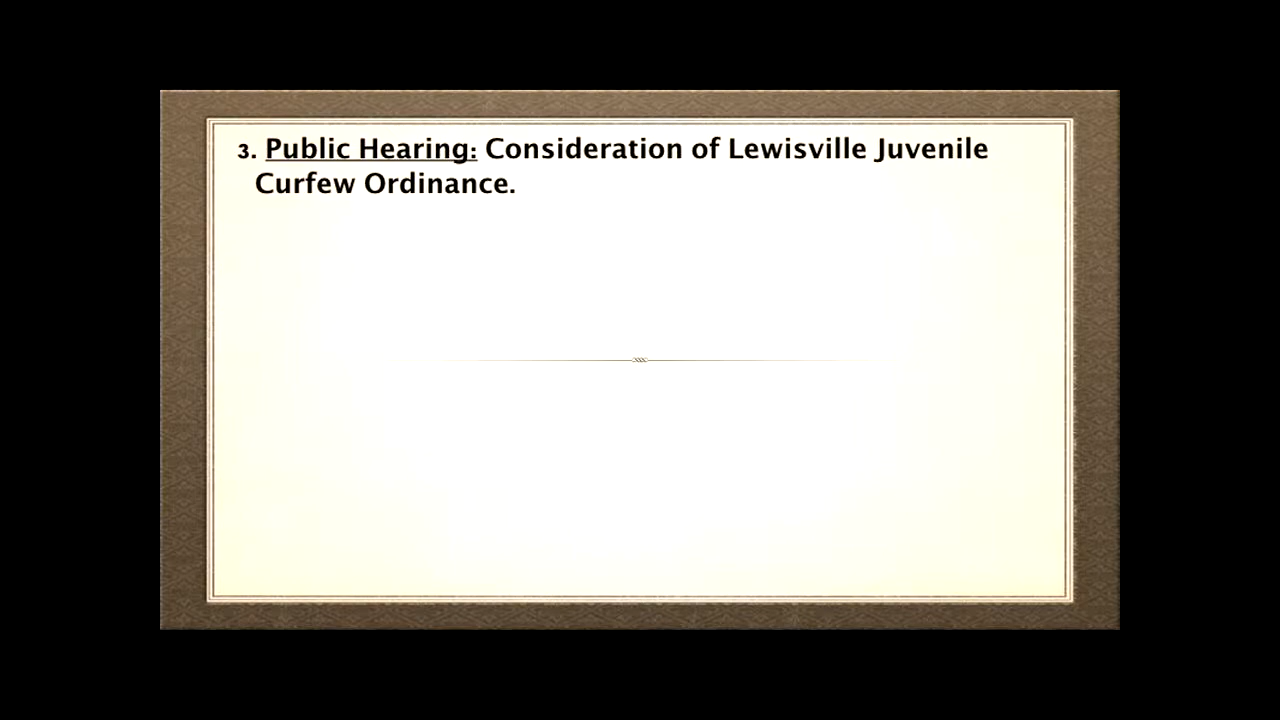 3. Public Hearing: Consideration of Lewisville Juvenile
Curfew Ordinance.